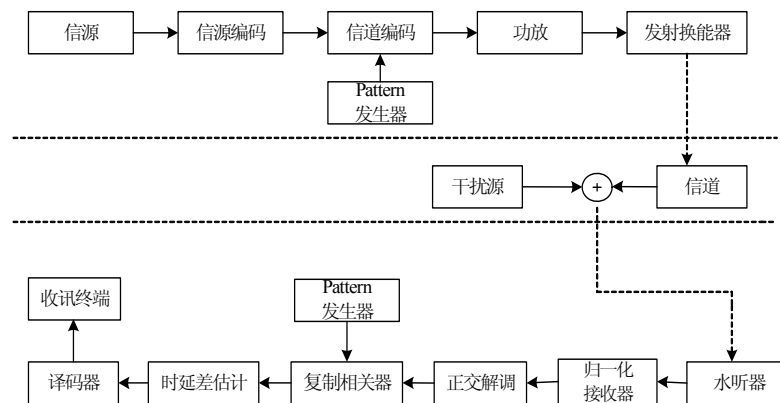 信源
信源编码
信道编码
功放
发射换能器
Pattern
发生器
干扰源
+
信道
收讯终端
Pattern
发生器
译码器
时延差估计
复制相关器
正交解调
归一化
接收器
水听器